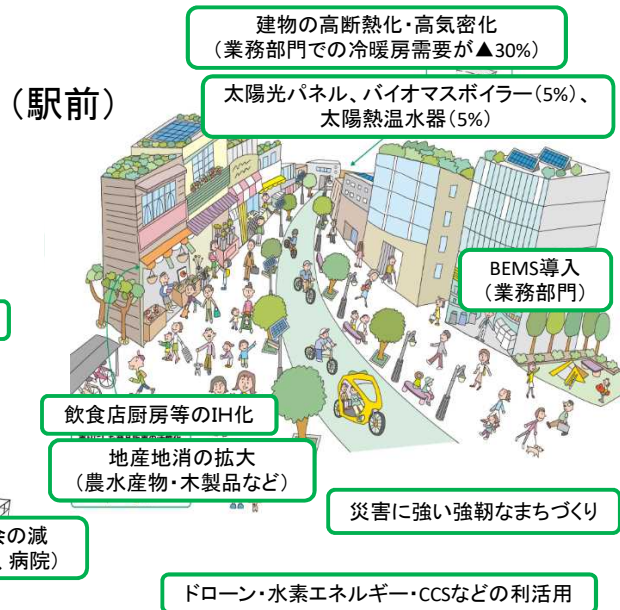 建物の高断熱化・高気密化
(業務部門での冷暖房需要が▲30%)
(駅前)
太陽光パネル、バイオマスボイラー(5%)、
太陽熱温水器(5%)
BEMS導入
(業務部門)
飲食店厨房等のIH化
地産地消の拡大
(農水産物・木製品など)
災害に強い強靭なまちづくり
の減
病院)
ドローン・水素エネルギー・CCSなどの利活用